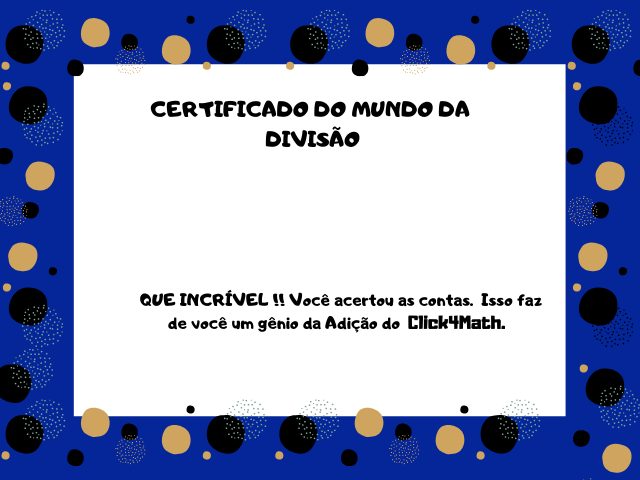 CERTIFICADO DO MUNDO DA
DIVISÃO
QUE INCRÍVEL !! Você acertou as contas. Isso faz
de você um gênio da Adição do Click4Math.